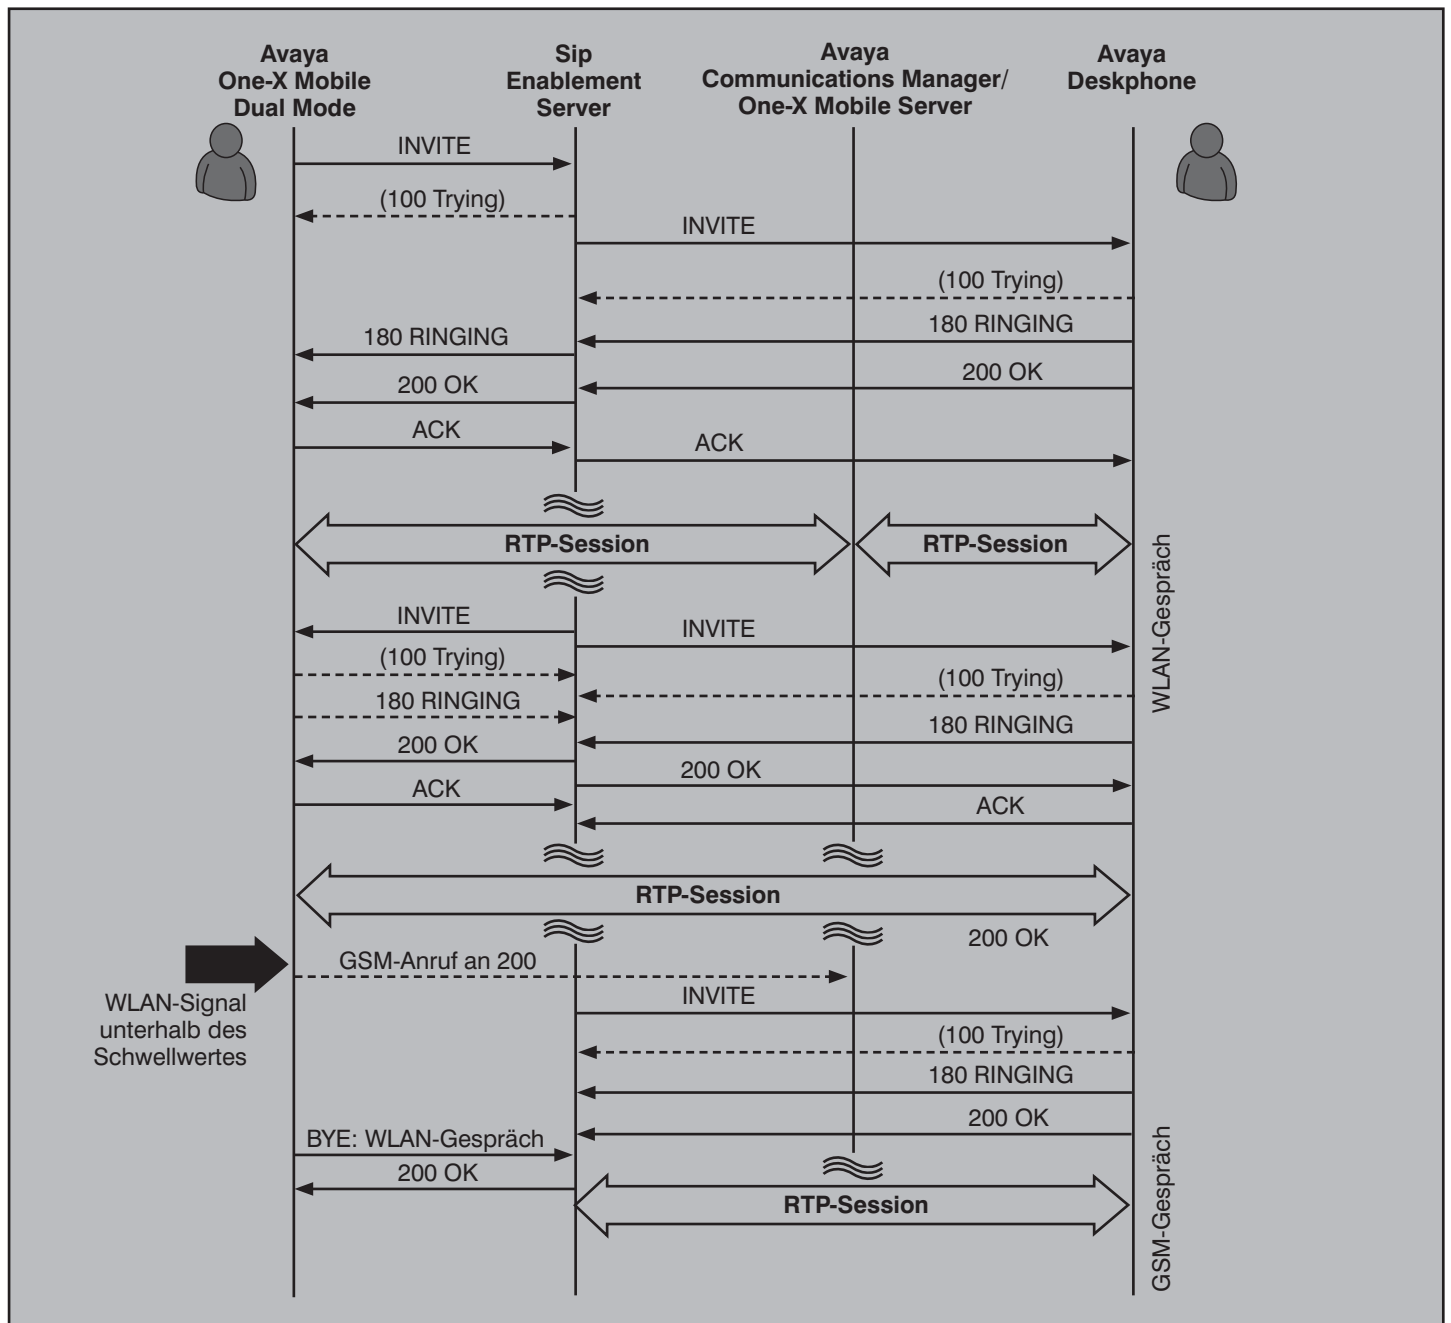 Avaya
One-X Mobile
Dual Mode
Sip
Enablement
Server
Avaya
Communications Manager/
One-X Mobile Server
Avaya
Deskphone
INVITE
(100 Trying)
INVITE
(100 Trying)
180 RINGING
180 RINGING
200 OK
200 OK
ACK
ACK
RTP-Session
RTP-Session
WLAN-Gespräch
INVITE
INVITE
(100 Trying)
(100 Trying)
180 RINGING
180 RINGING
200 OK
200 OK
ACK
ACK
RTP-Session
200 OK
GSM-Anruf an 200
WLAN-Signal
unterhalb des
Schwellwertes
INVITE
(100 Trying)
180 RINGING
200 OK
BYE: WLAN-Gespräch
200 OK
RTP-Session
GSM-Gespräch